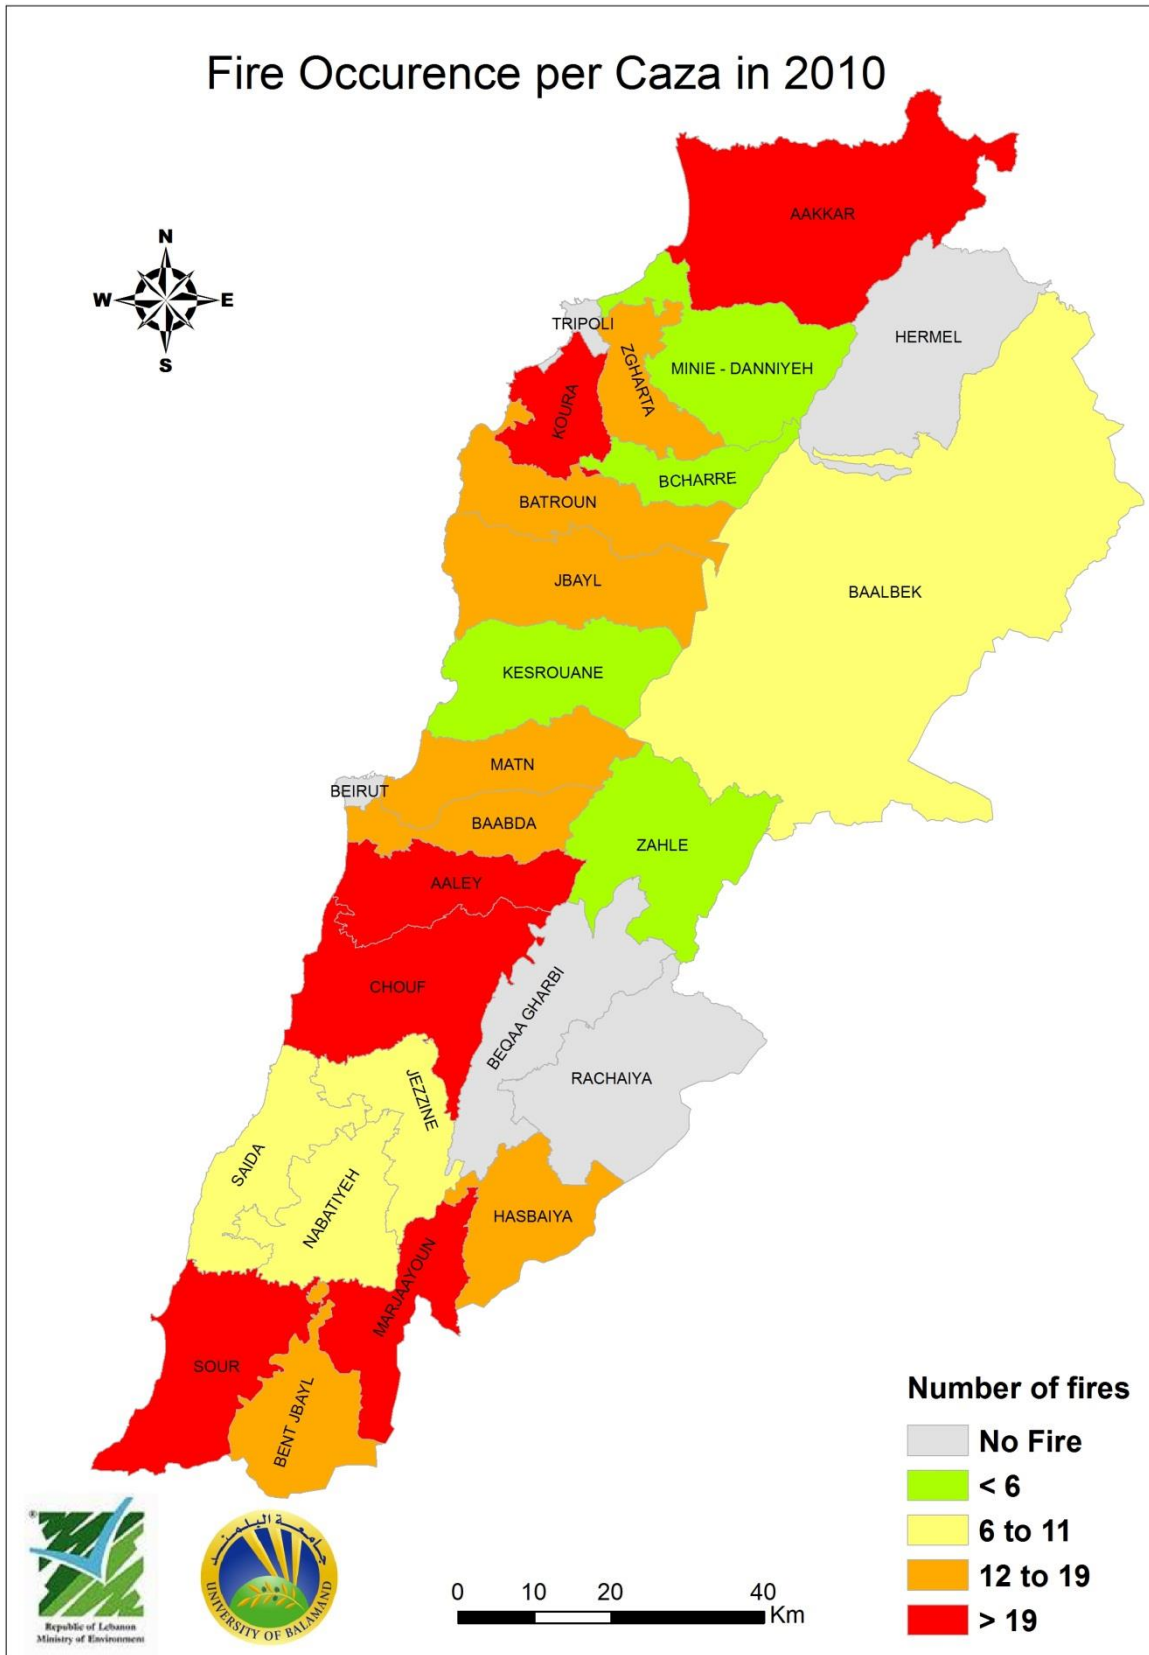 Fire Occurence per Caza in 2010
N
W
E
S
AAKKAR
HERMEL
TRIPOLI
ZGHARTA
MINIE - DANNIYEH
KOURA
BCHARRE
BATROUN
JBAYL
BAALBEK
KESROUANE
MATN
BEIRUT
BAABDA
ZAHLE
AALEY
CHOUF
BEQAA GHARBI
RACHAIYA
JEZZINE
SAIDA
NABATIYEH
HASBAIYA
MARJAAYOUN
SOUR
BENT JBAYL
Number of fires
No Fire
< 6
6 to 11
12 to 19
> 19
®
Republic of Lebanon
Ministry of Environment
جامعة البلمند
UNIVERSITY OF BALAMAND
0 10 20 40
Km